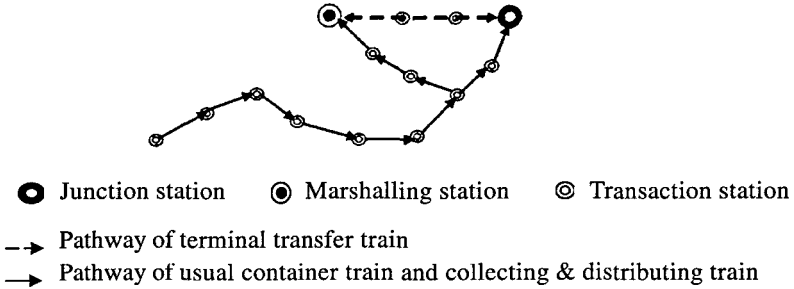 Junction station Marshalling station Transaction station
Pathway of terminal transfer train
Pathway of usual container train and collecting & distributing train